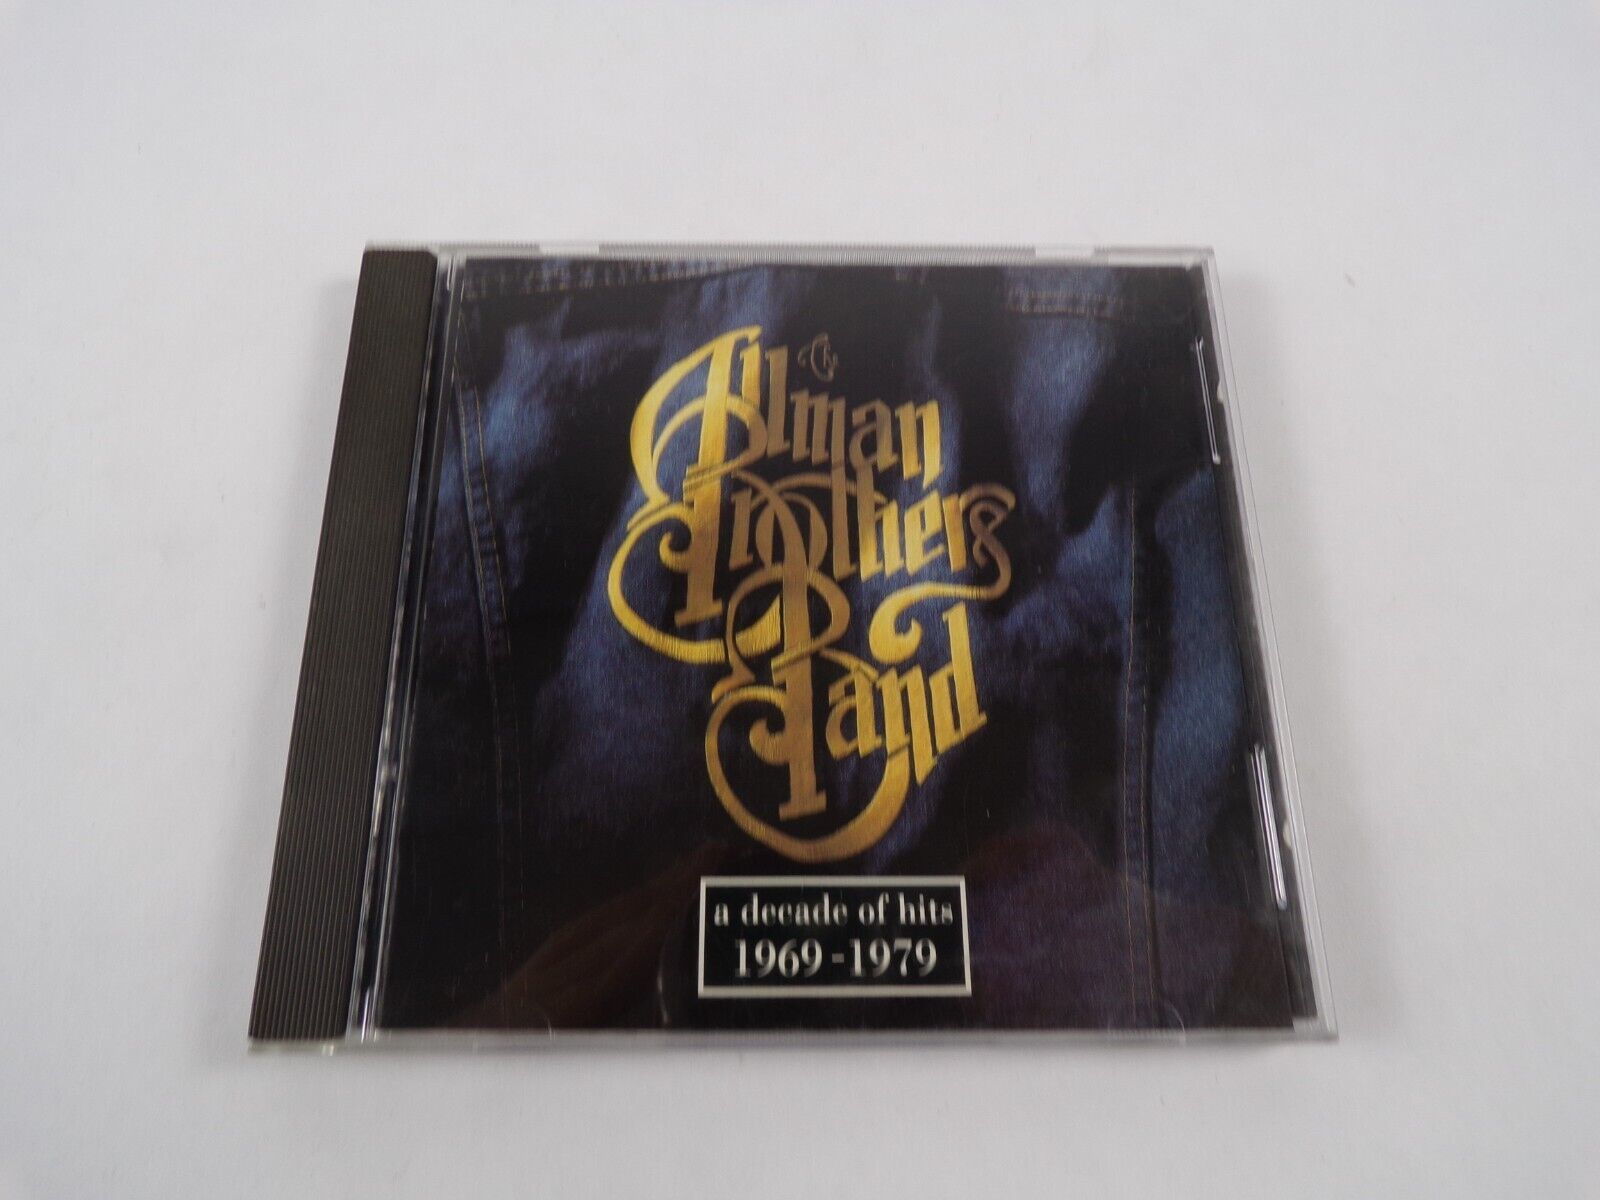 The
Allman
Brothers
Band
a decade of hits
1969-1979